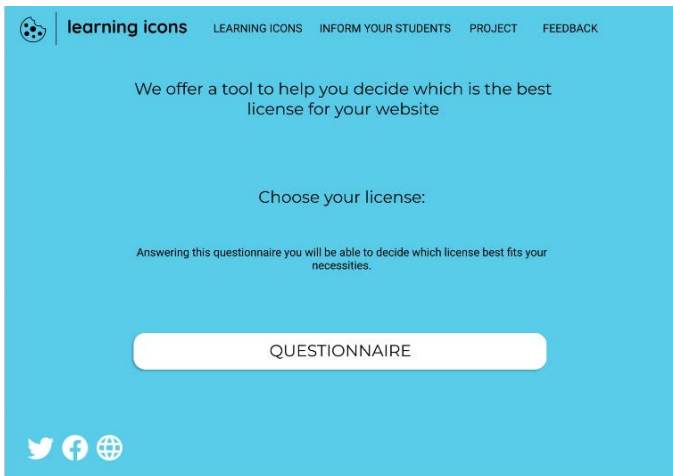 learning icons LEARNING ICONS INFORM YOUR STUDENTS PROJECT FEEDBACK
We offer a tool to help you decide which is the best
license for your website
Choose your license:
Answering this questionnaire you will be able to decide which license best fits your
necessities.
QUESTIONNAIRE